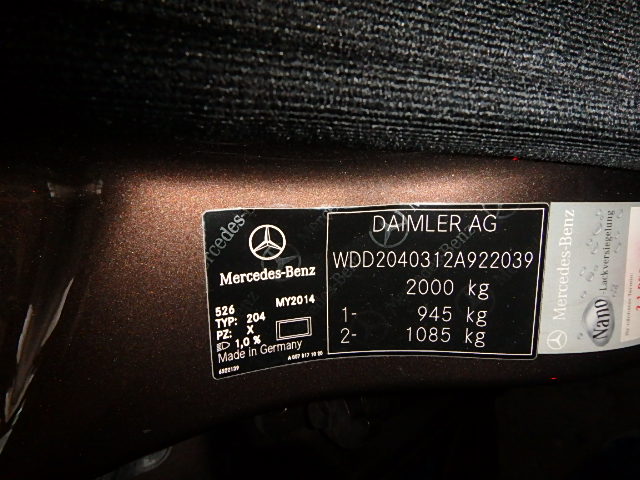 Mercedes-Benz
526
MY2014
TYP: 204
PZ: X
1,0 %
Made in Germany
6522139
DAIMLER AG
WDD2040312A922039
2000 kg
1- 945 kg
2- 1085 kg
Mercedes-Benz
Nano-Lackversiegelung